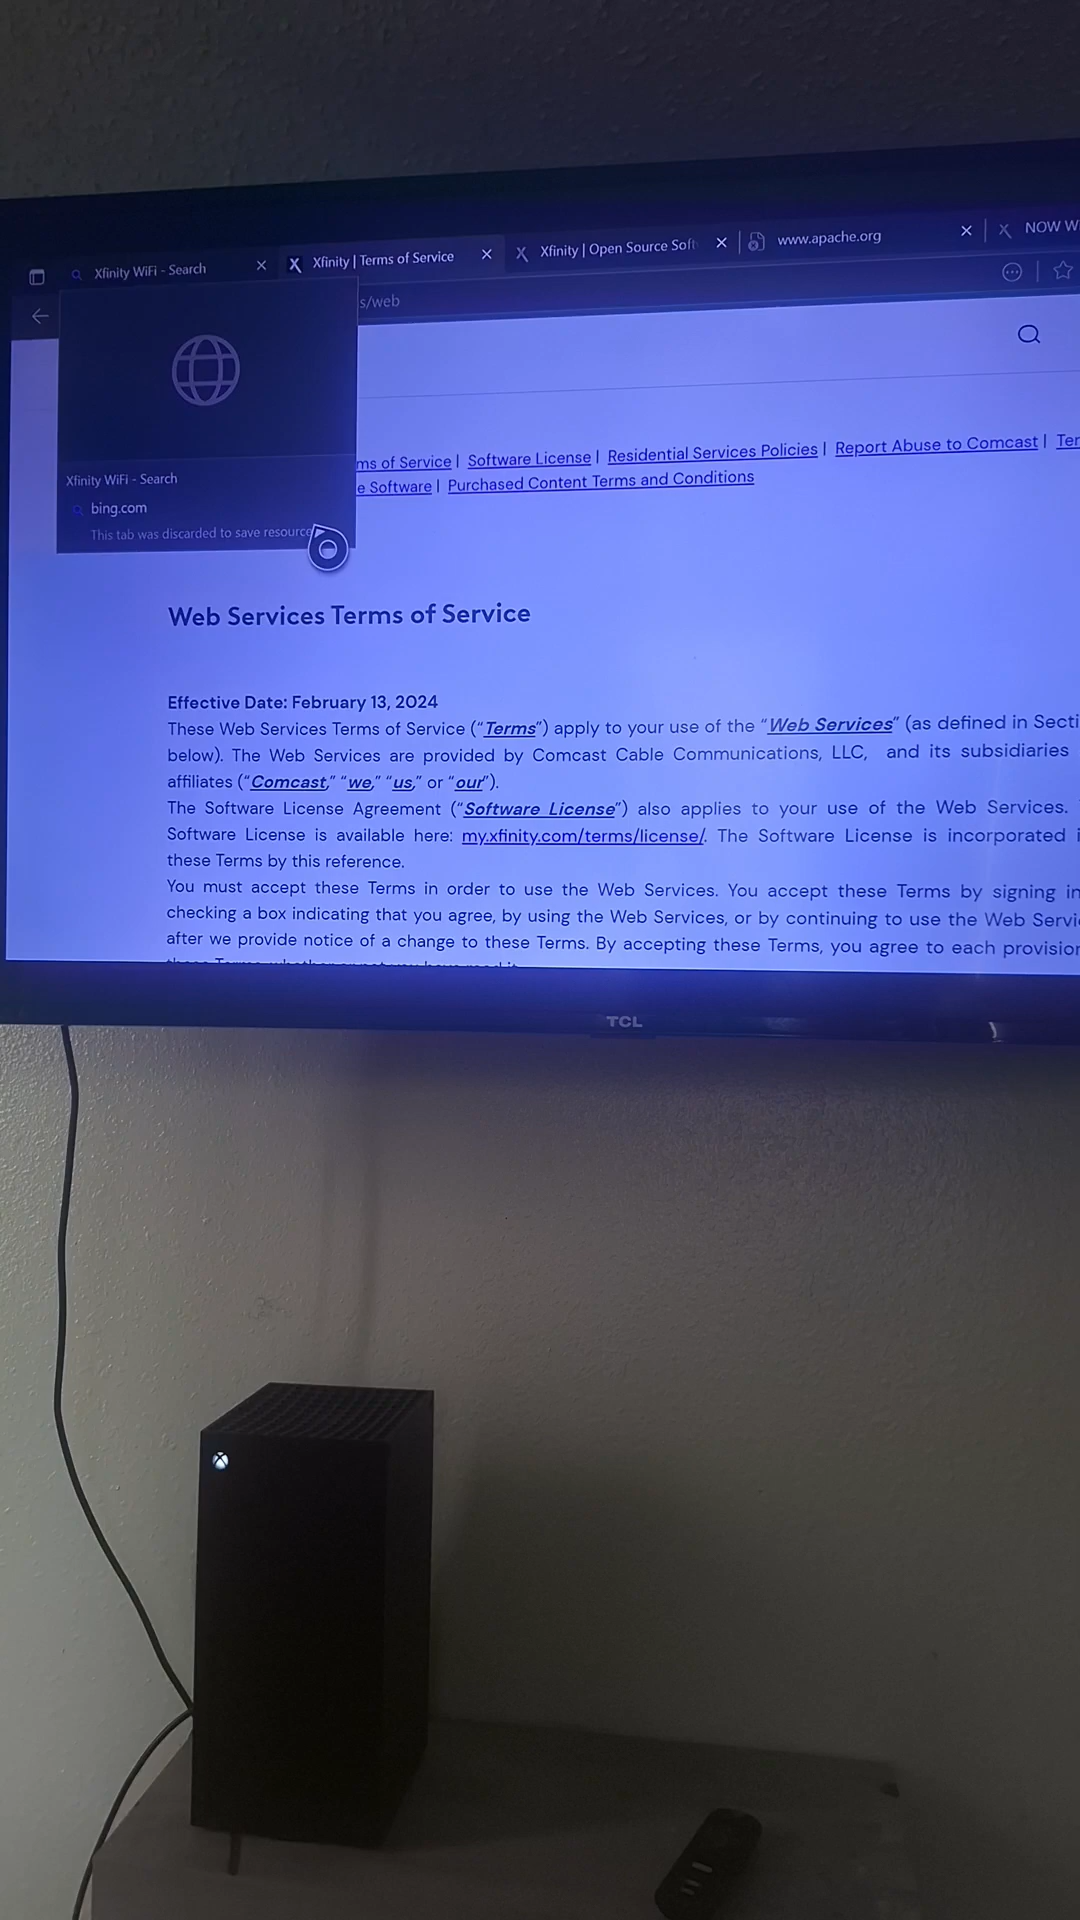 Xfinity WiFi - Search
Xfinity | Terms of Service
Xfinity | Open Source Soft
www.apache.org
NOW W
s/web
ms of Service | Software License | Residential Services Policies | Report Abuse to Comcast | Ter
e Software | Purchased Content Terms and Conditions
Xfinity WiFi - Search
bing.com
This tab was discarded to save resource
Web Services Terms of Service
Effective Date: February 13, 2024
These Web Services Terms of Service (“Terms”) apply to your use of the “Web Services” (as defined in Secti
below). The Web Services are provided by Comcast Cable Communications, LLC, and its subsidiaries
affiliates (“Comcast,” “we,” “us,” or “our”).
The Software License Agreement (“Software License”) also applies to your use of the Web Services.
Software License is available here: my.xfinity.com/terms/license/. The Software License is incorporated i
these Terms by this reference.
You must accept these Terms in order to use the Web Services. You accept these Terms by signing in
checking a box indicating that you agree, by using the Web Services, or by continuing to use the Web Servi
after we provide notice of a change to these Terms. By accepting these Terms, you agree to each provision
TCL